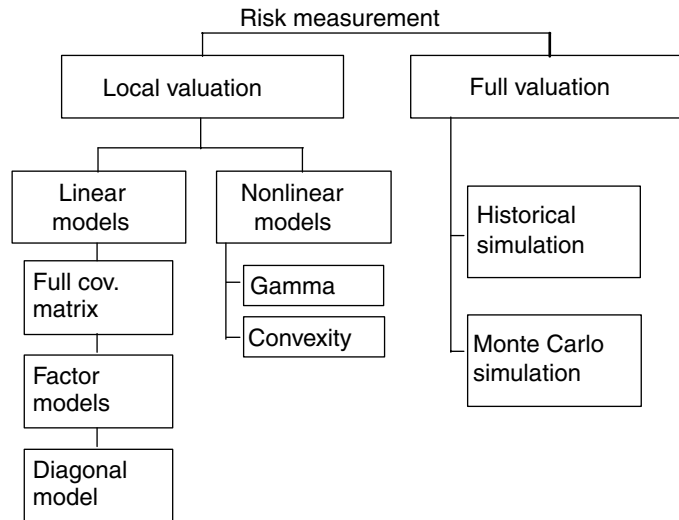 Risk measurement
Local valuation
Full valuation
Linear
models
Nonlinear
models
Full cov.
matrix
Gamma
Convexity
Factor
models
Diagonal
model
Historical
simulation
Monte Carlo
simulation